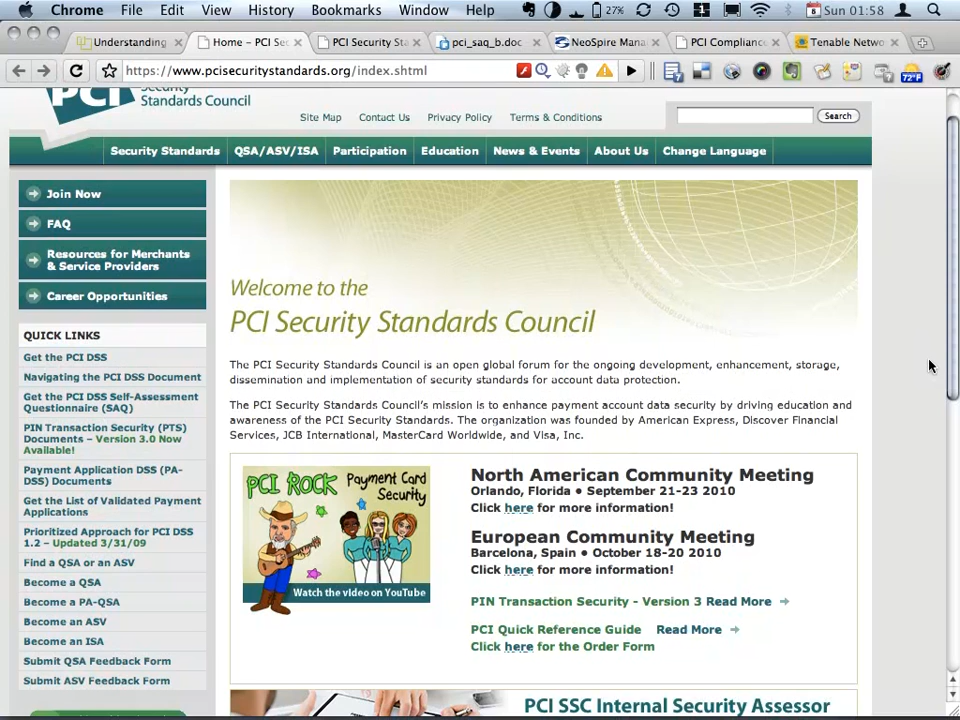 Chrome File Edit View History Bookmarks Window Help 27% Sun 01:58
Understanding
Home – PCI Sec
PCI Security Sta
pci_saq_b.doc
NeoSpire Mana
PCI Compliance
Tenable Netwo
https://www.pcisecuritystandards.org/index.shtml
72°F
PCI Security
Standards Council
Site Map Contact Us Privacy Policy Terms & Conditions
Search
Security Standards QSA/ASV/ISA Participation Education News & Events About Us Change Language
Join Now
FAQ
Resources for Merchants
& Service Providers
Career Opportunities
QUICK LINKS
Get the PCI DSS
Navigating the PCI DSS Document
Get the PCI DSS Self-Assessment
Questionnaire (SAQ)
PIN Transaction Security (PTS)
Documents – Version 3.0 Now
Available!
Payment Application DSS (PA-
DSS) Documents
Get the List of Validated Payment
Applications
Prioritized Approach for PCI DSS
1.2 – Updated 3/31/09
Find a QSA or an ASV
Become a QSA
Become a PA-QSA
Become an ASV
Become an ISA
Submit QSA Feedback Form
Submit ASV Feedback Form
Welcome to the
PCI Security Standards Council
The PCI Security Standards Council is an open global forum for the ongoing development, enhancement, storage,
dissemination and implementation of security standards for account data protection.
The PCI Security Standards Council's mission is to enhance payment account data security by driving education and
awareness of the PCI Security Standards. The organization was founded by American Express, Discover Financial
Services, JCB International, MasterCard Worldwide, and Visa, Inc.
PCI ROCK Payment Card
Security
Watch the video on YouTube
North American Community Meeting
Orlando, Florida • September 21-23 2010
Click here for more information!
European Community Meeting
Barcelona, Spain • October 18-20 2010
Click here for more information!
PIN Transaction Security - Version 3 Read More
PCI Quick Reference Guide Read More
Click here for the Order Form
PCI SSC Internal Security Assessor